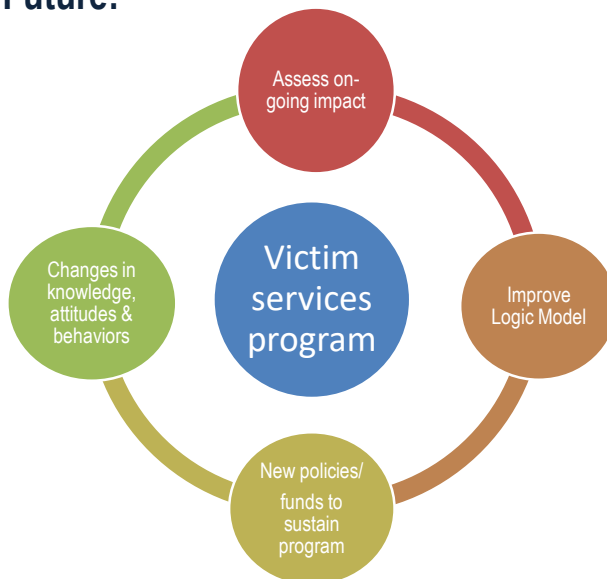 Future:
Assess on-
going impact
Changes in
knowledge,
attitudes &
behaviors
Victim
services
program
Improve
Logic Model
New policies/
funds to
sustain
program